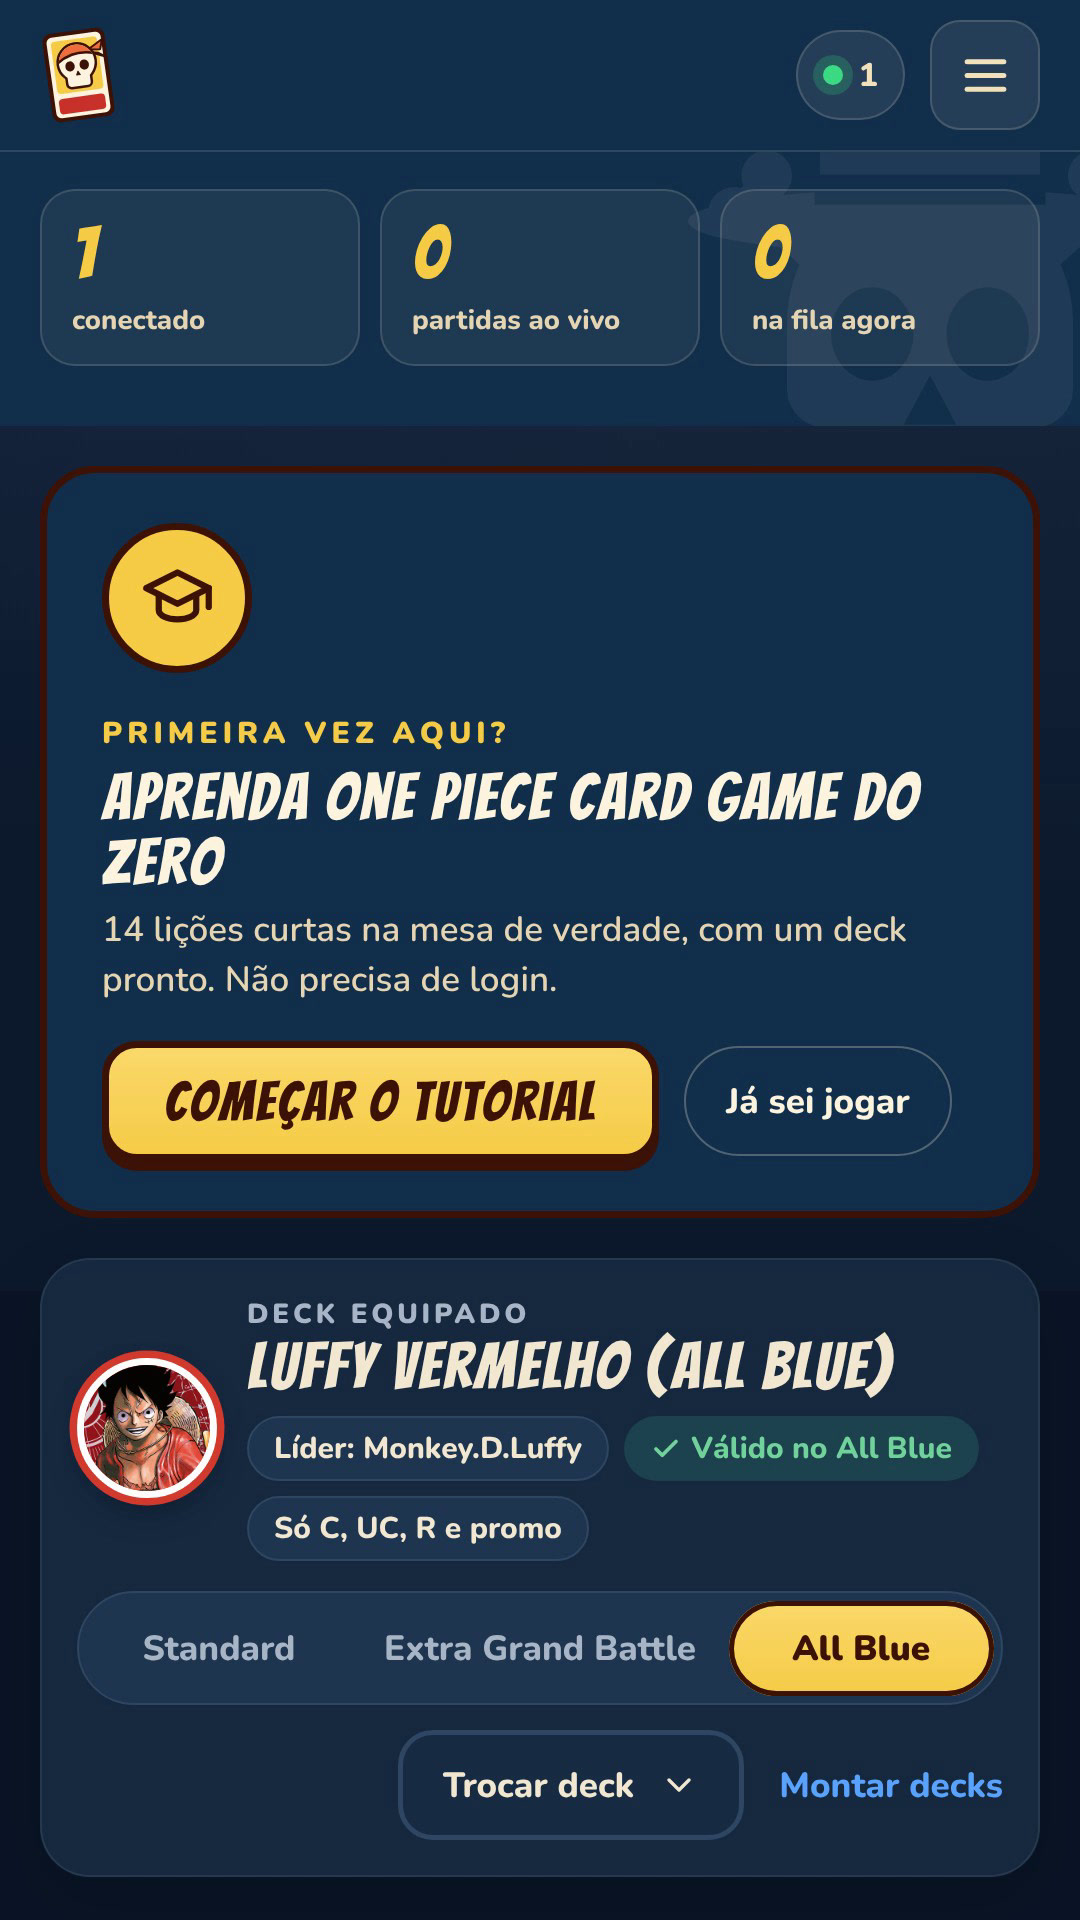 1
1
conectado
0
partidas ao vivo
0
na fila agora
PRIMEIRA VEZ AQUI?
APRENDA ONE PIECE CARD GAME DO
ZERO
14 lições curtas na mesa de verdade, com um deck
pronto. Não precisa de login.
COMEÇAR O TUTORIAL
Já sei jogar
DECK EQUIPADO
LUFFY VERMELHO (ALL BLUE)
Líder: Monkey.D.Luffy
Válido no All Blue
Só C, UC, R e promo
Standard
Extra Grand Battle
All Blue
Trocar deck
Montar decks